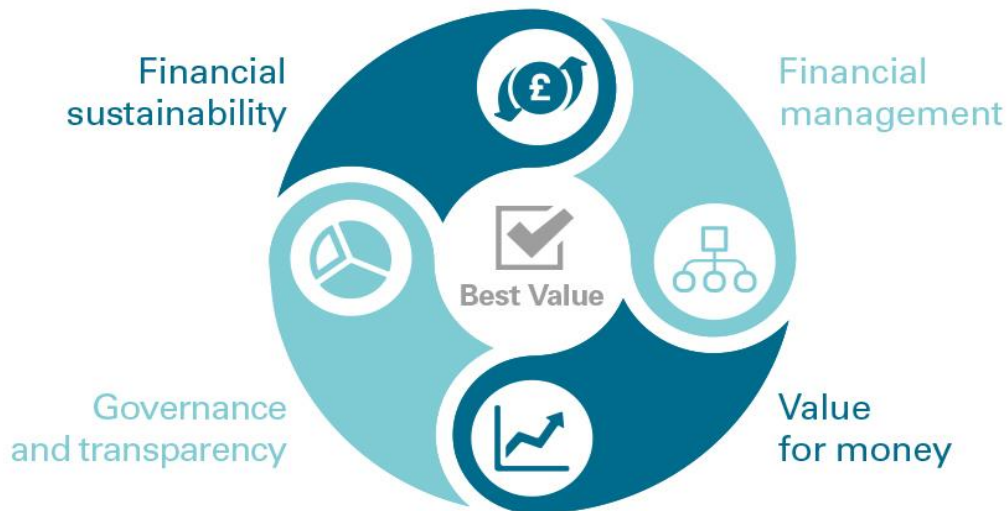 Financial
sustainability
Financial
management
£
Best Value
Governance
and transparency
Value
for money